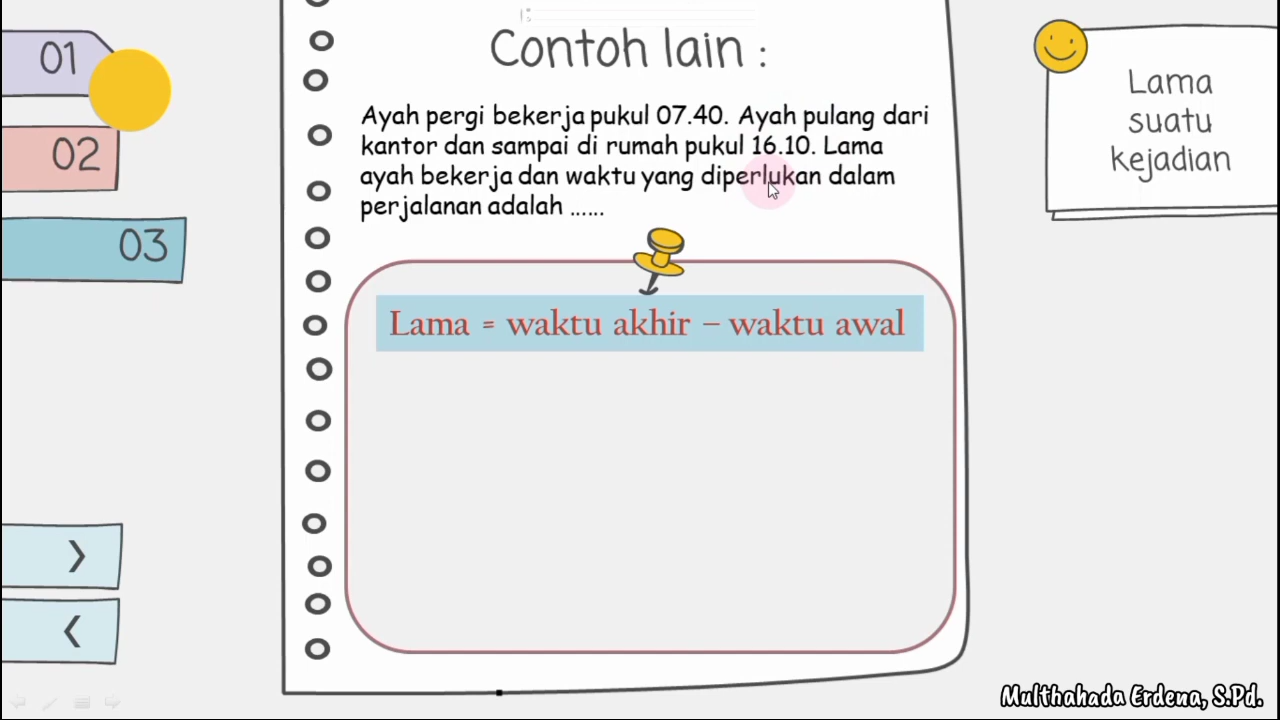 01
02
03
Contoh lain :
Ayah pergi bekerja pukul 07.40. Ayah pulang dari
kantor dan sampai di rumah pukul 16.10. Lama
ayah bekerja dan waktu yang diperlukan dalam
perjalanan adalah ......
Lama = waktu akhir – waktu awal
Lama
suatu
kejadian
Multhahada Erdena, S.Pd.